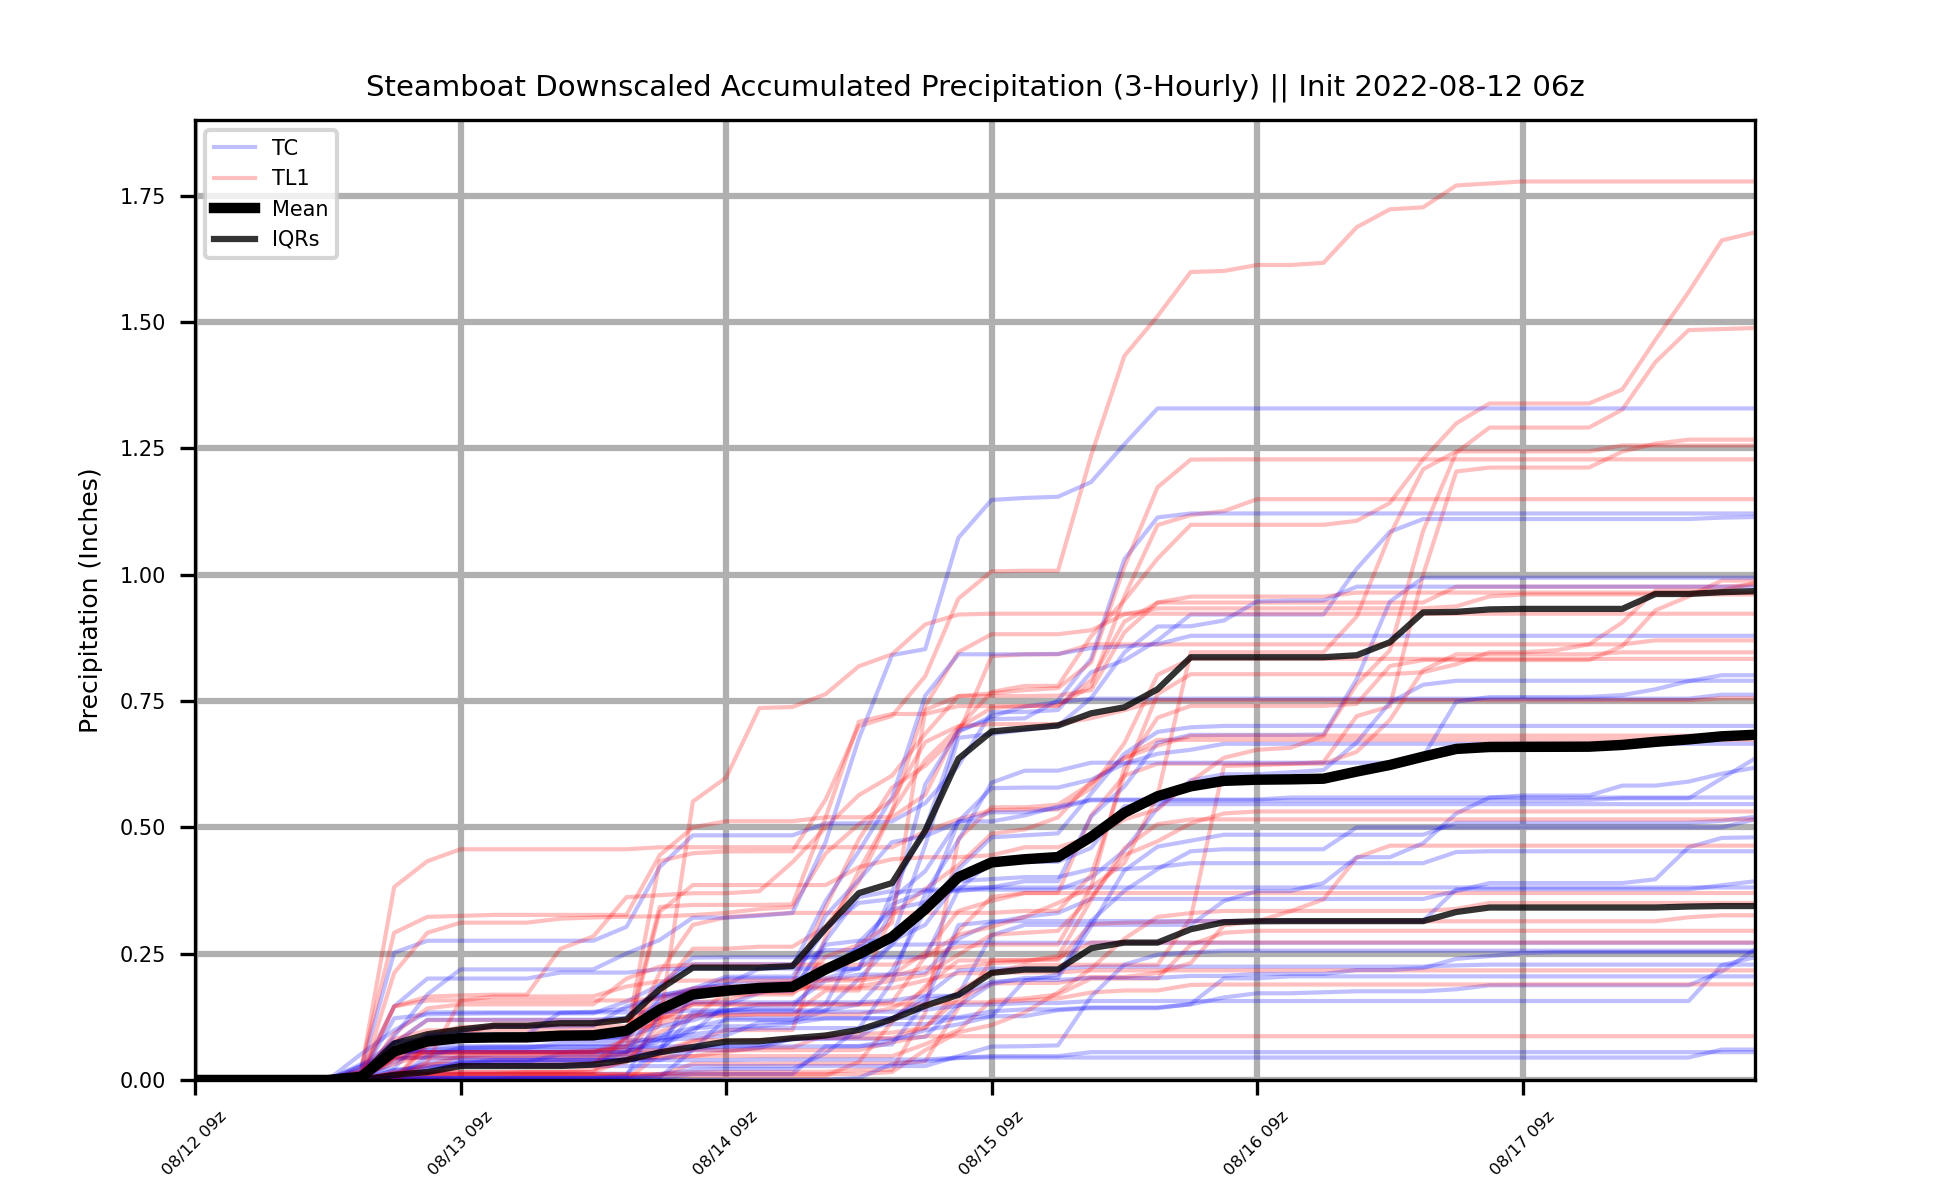 Steamboat Downscaled Accumulated Precipitation (3-Hourly) || Init 2022-08-12 06z
TC
TL1
Mean
IQRs
Precipitation (Inches)
1.75
1.50
1.25
1.00
0.75
0.50
0.25
0.00
08/12 09z
08/13 09z
08/14 09z
08/15 09z
08/16 09z
08/17 09z